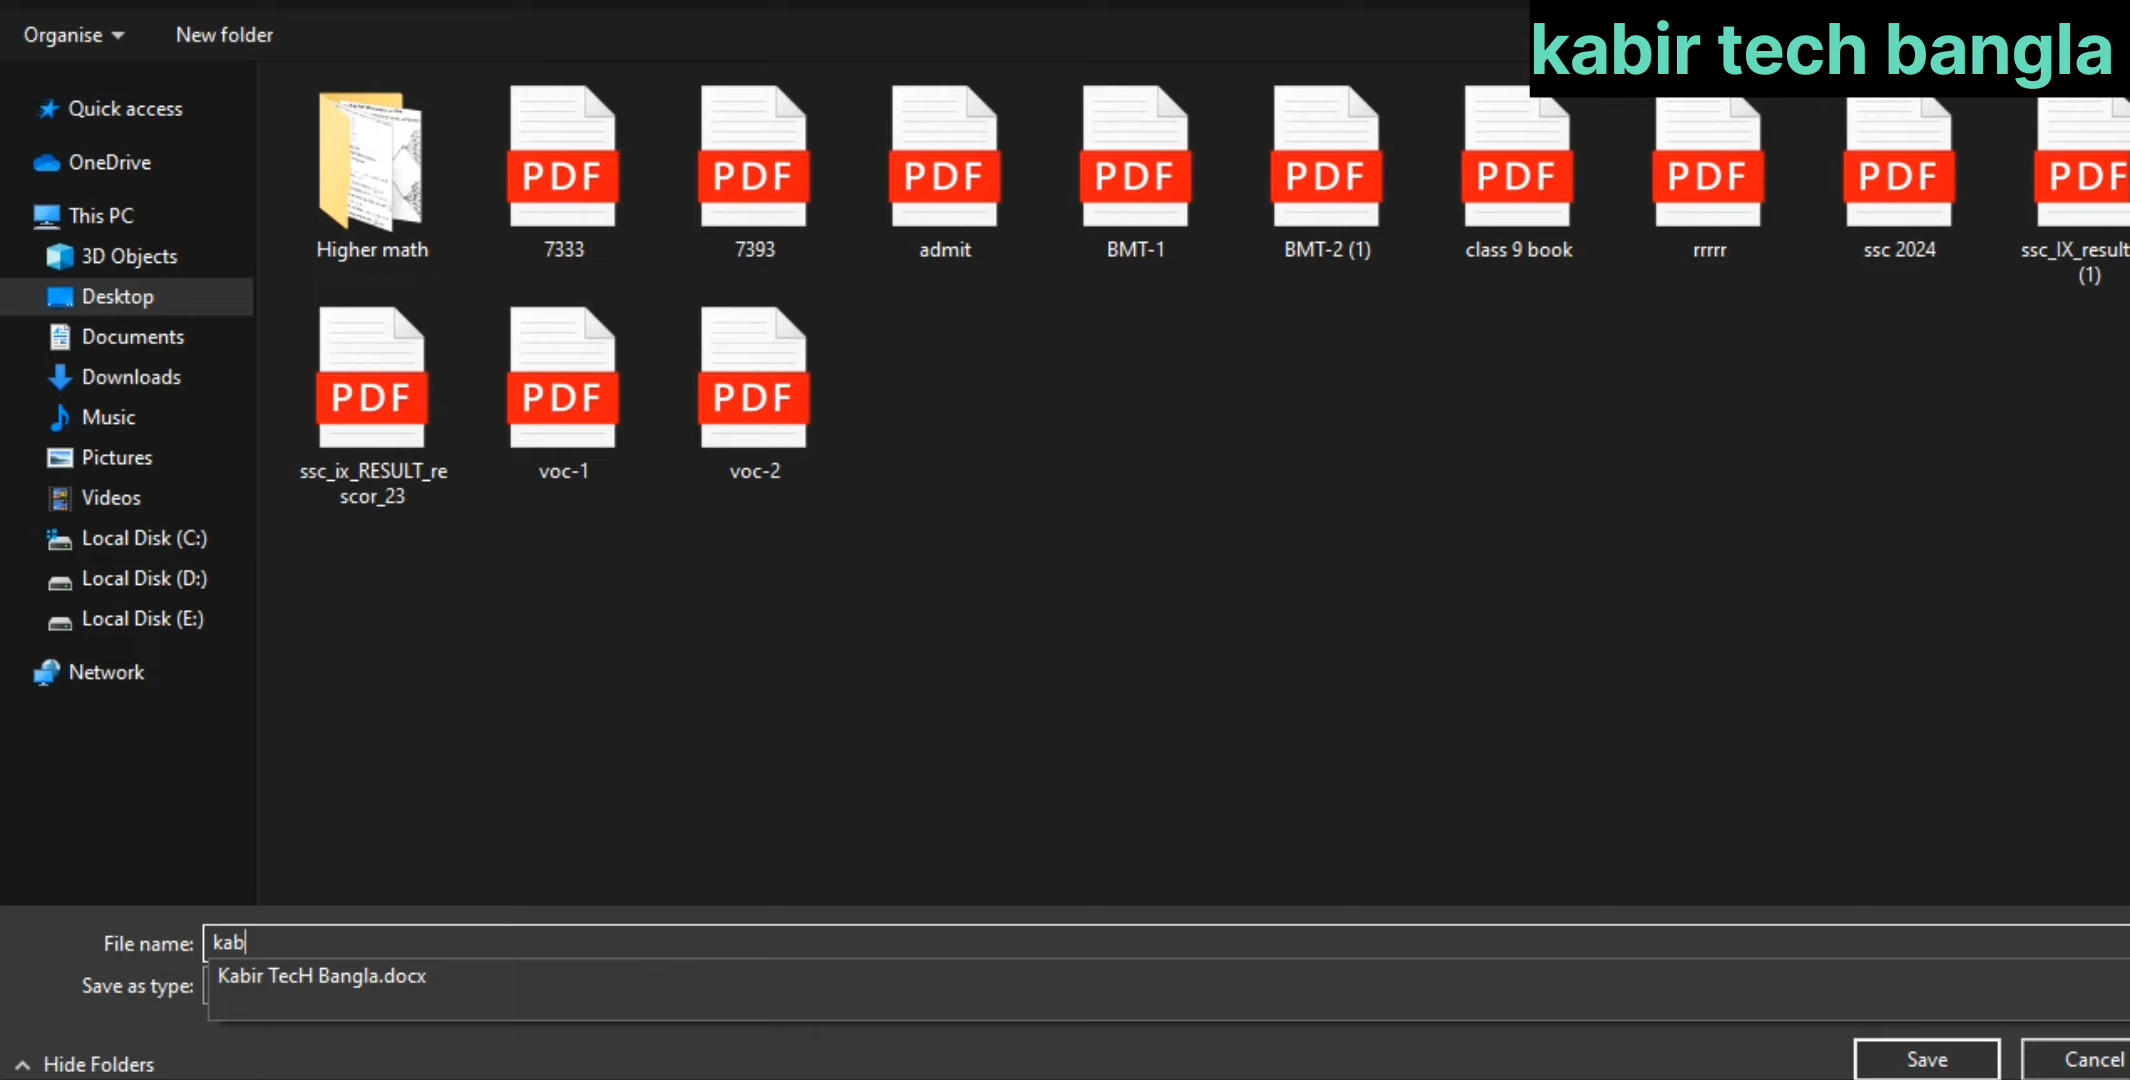 Organise
New folder
kabir tech bangla
Quick access
OneDrive
This PC
3D Objects
Desktop
Documents
Downloads
Music
Pictures
Videos
Local Disk (C:)
Local Disk (D:)
Local Disk (E:)
Network
PDF
PDF
PDF
PDF
PDF
PDF
PDF
PDF
PDF
Higher math
7333
7393
admit
BMT-1
BMT-2 (1)
class 9 book
rrrrr
ssc 2024
ssc_IX_result
(1)
PDF
PDF
PDF
ssc_ix_RESULT_re
scor_23
voc-1
voc-2
File name: kab
Kabir TecH Bangla.docx
Save as type:
Hide Folders
Save
Cancel